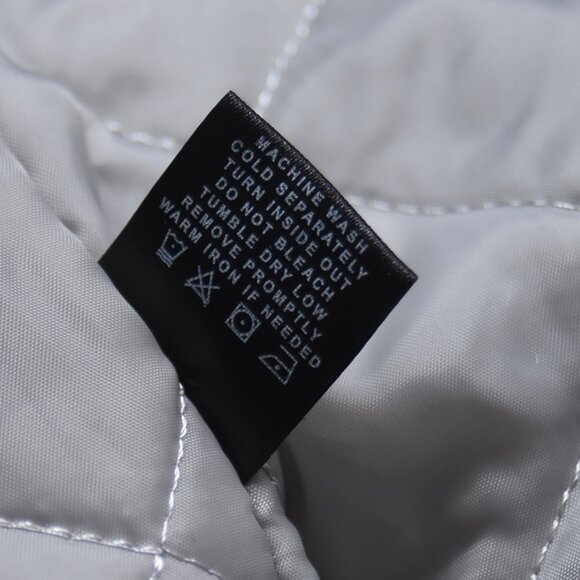 MACHINE WASH
COLD SEPARATELY
TURN INSIDE OUT
DO NOT BLEACH
TUMBLE DRY LOW
REMOVE PROMPTLY
WARM IRON IF NEEDED